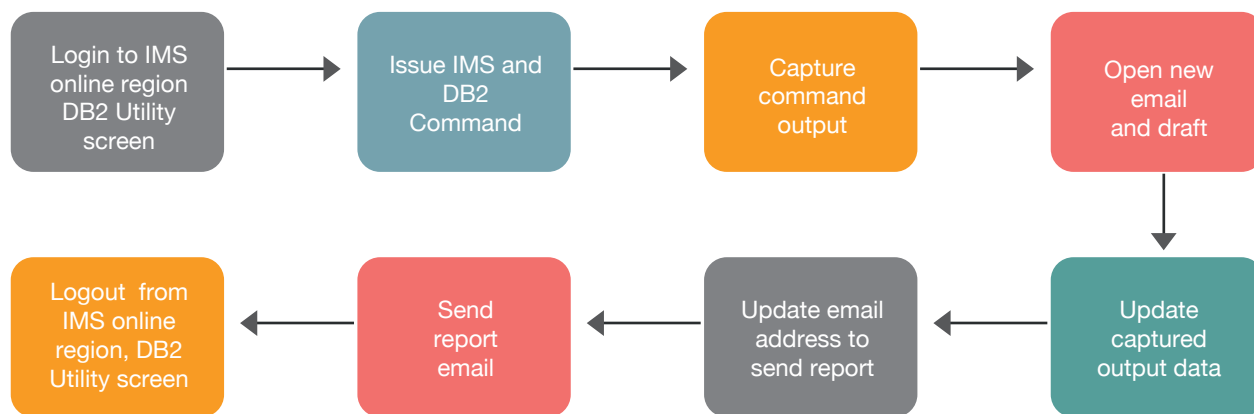 Login to IMS
online region
DB2 Utility
screen
Issue IMS and
DB2
Command
Capture
command
output
Open new
email
and draft
Update
captured
output data
Update email
address to
send report
Send
report
email
Logout from
IMS online
region, DB2
Utility screen